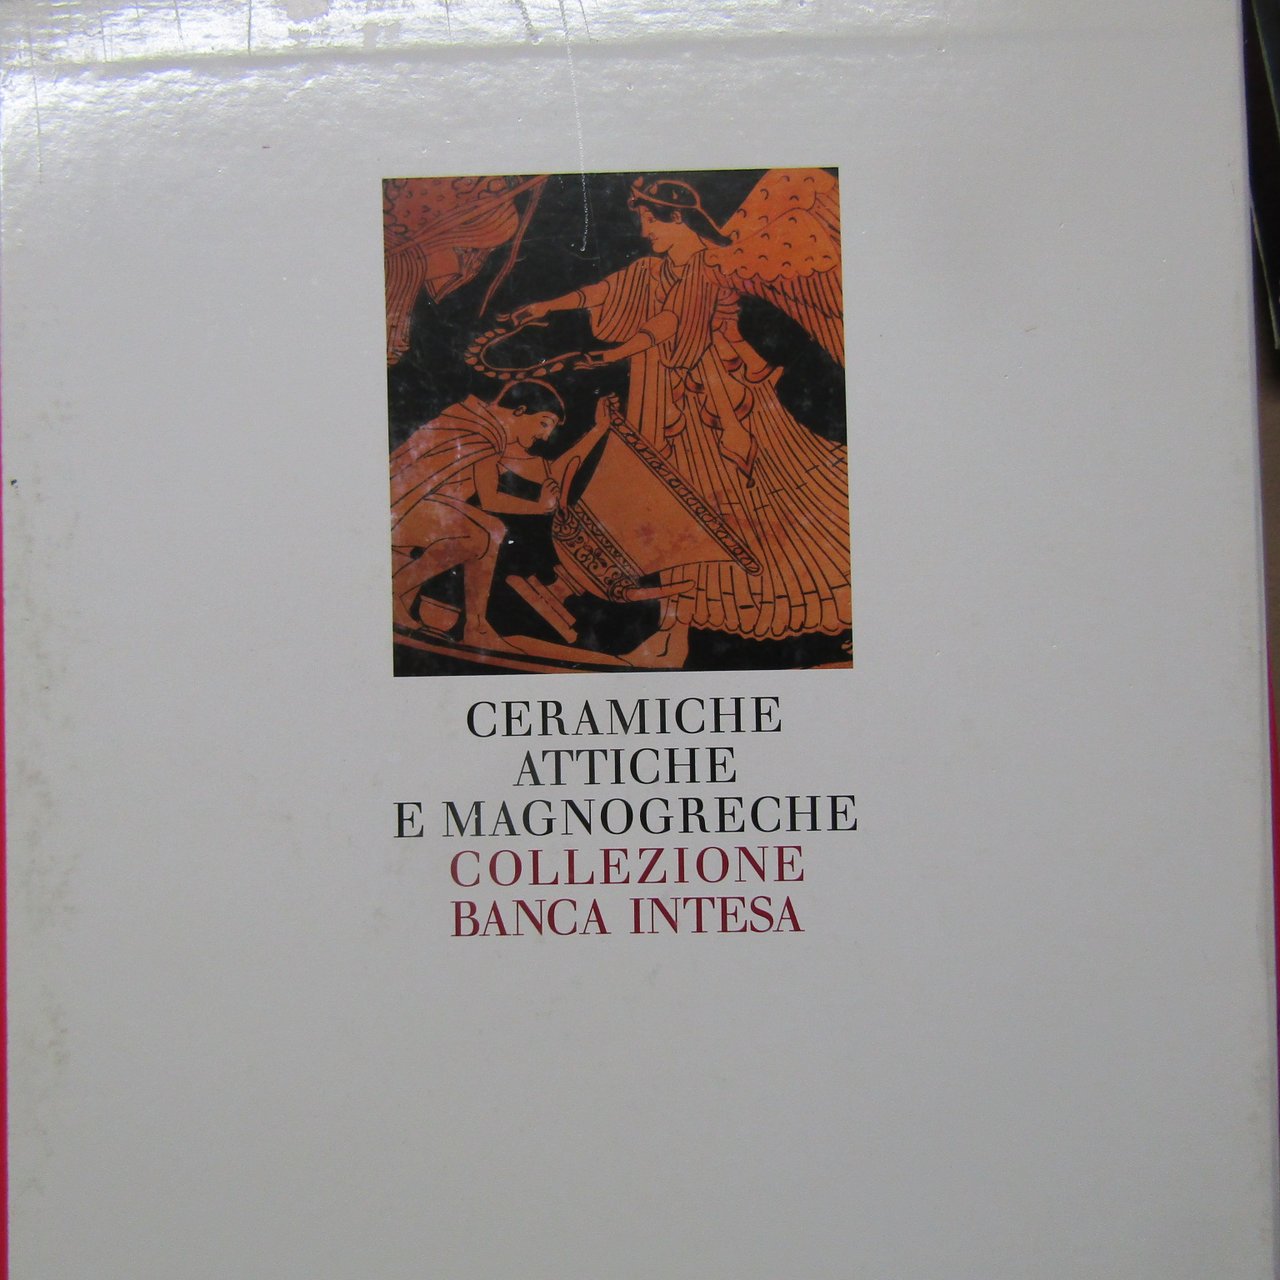 CERAMICHE
ATTICHE
E MAGNOGRECHE
COLLEZIONE
BANCA INTESA